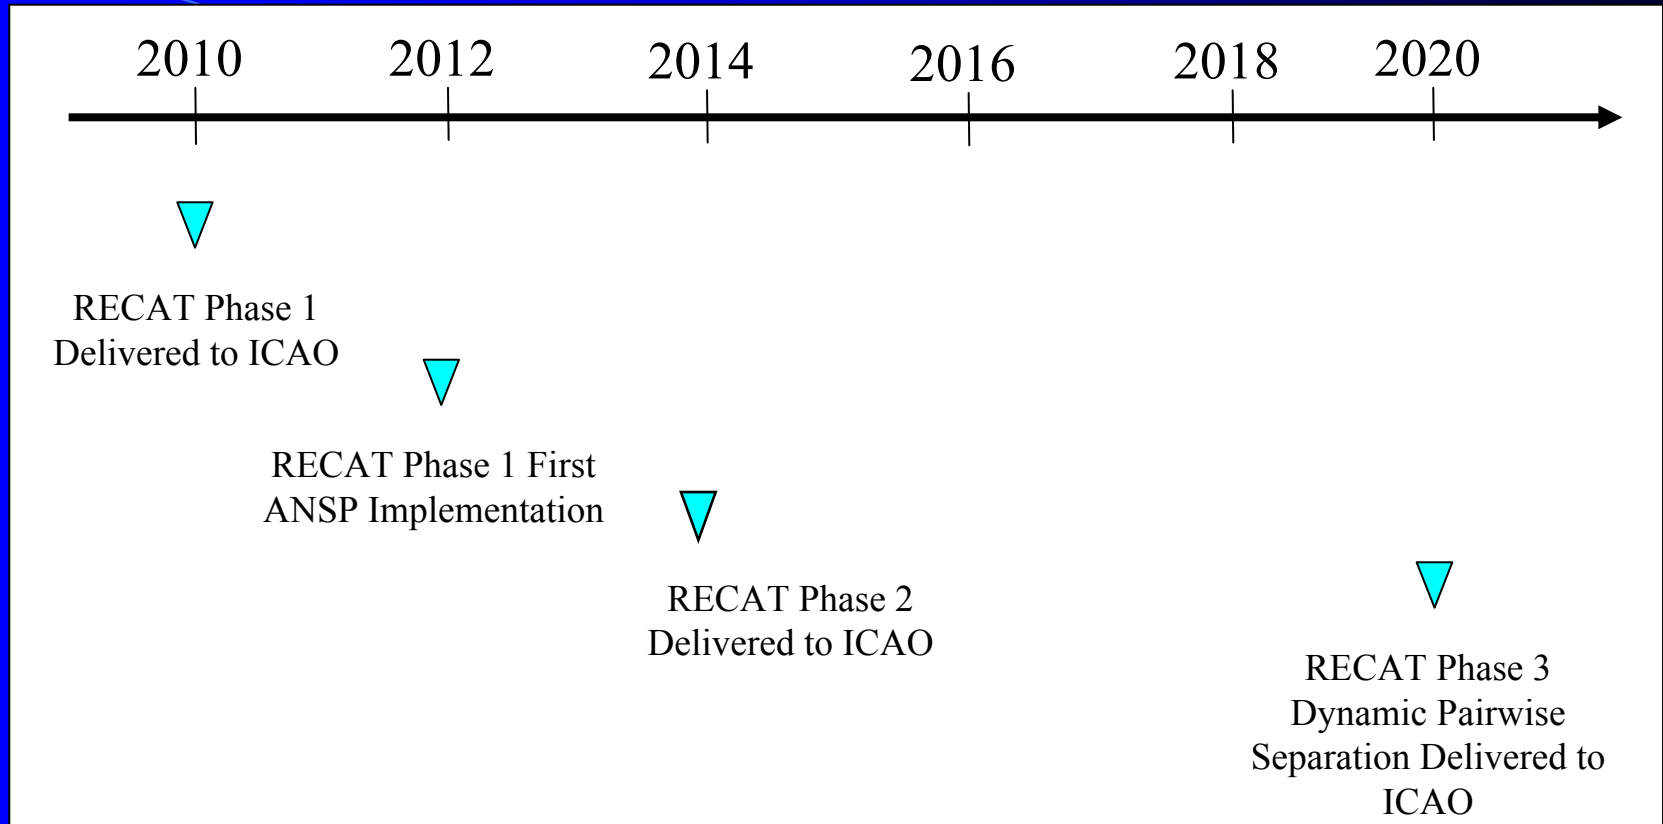 2010 2012 2014 2016 2018 2020
RECAT Phase 1
Delivered to ICAO
RECAT Phase 1 First
ANSP Implementation
RECAT Phase 2
Delivered to ICAO
RECAT Phase 3
Dynamic Pairwise
Separation Delivered to
ICAO